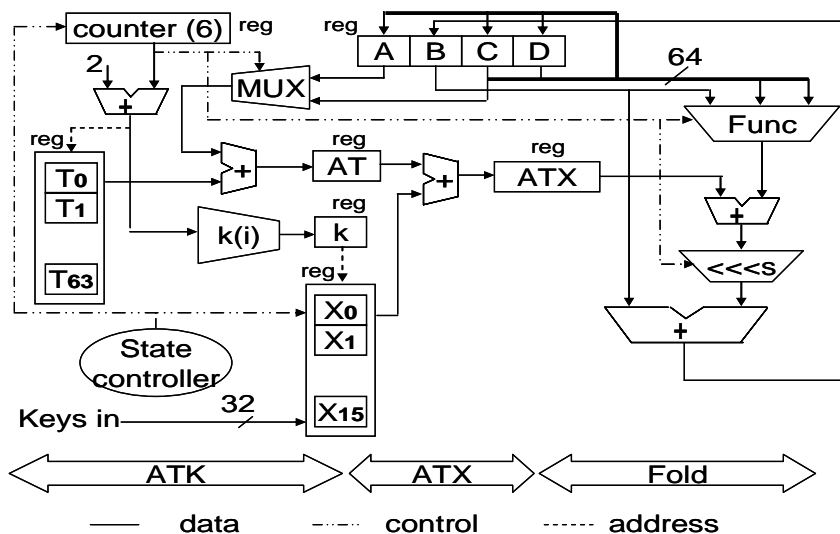 counter (6) reg
reg
A B C D
2
MUX
64
+
Func
reg
T0
T1
T63
+
reg
AT
+
reg
ATX
+
reg
k(i)
k
<<<s
reg
X0
X1
X15
+
State
controller
Keys in
32
ATK
ATX
Fold
data
control
address